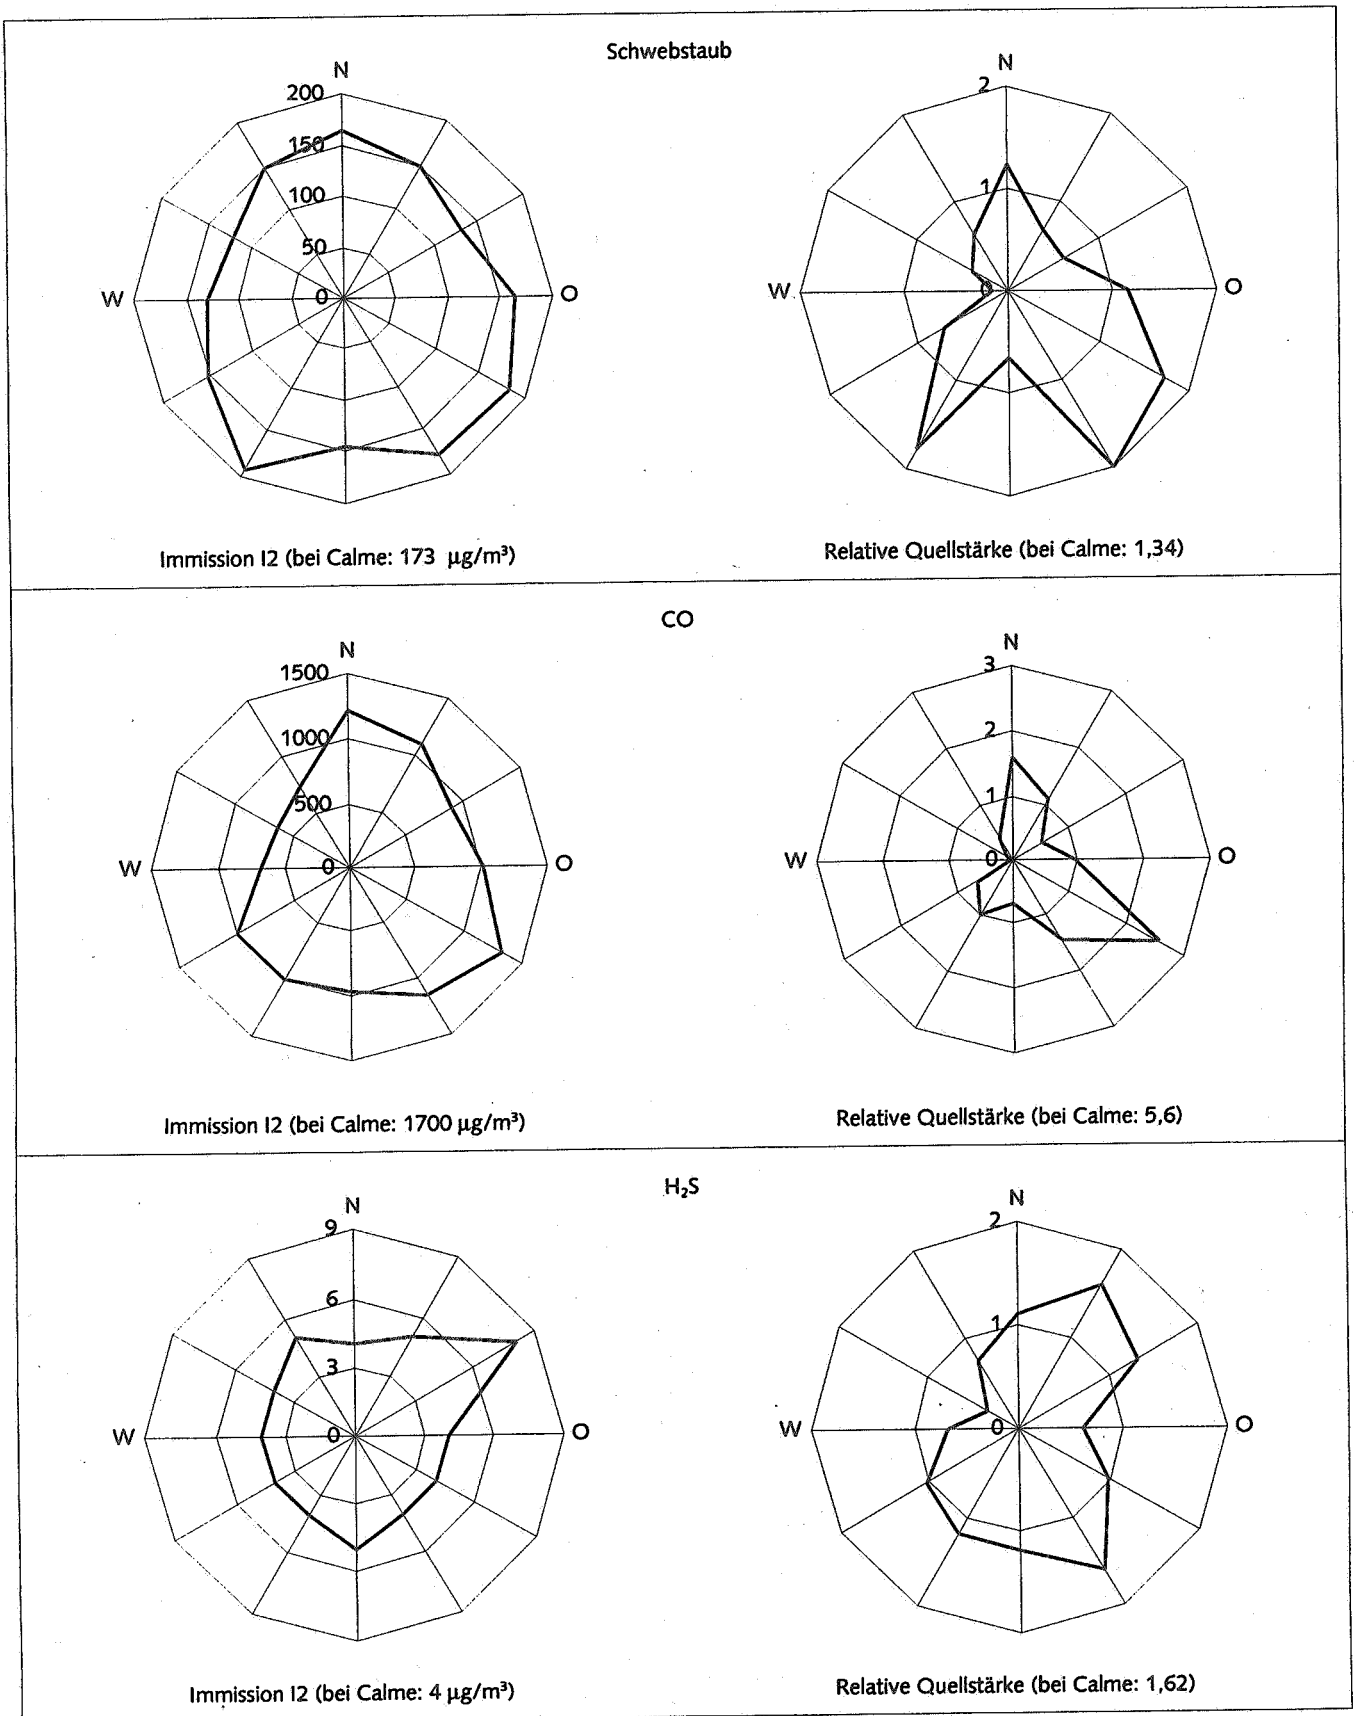 Schwebstaub
N
200
150
100
50
0
W
O
N
2
1
0
W
O
Immission I2 (bei Calme: 173 µg/m³)
Relative Quellstärke (bei Calme: 1,34)
CO
N
1500
1000
500
0
W
O
N
3
2
1
0
W
O
Immission I2 (bei Calme: 1700 µg/m³)
Relative Quellstärke (bei Calme: 5,6)
H₂S
N
9
6
3
0
W
O
N
2
1
0
W
O
Immission I2 (bei Calme: 4 µg/m³)
Relative Quellstärke (bei Calme: 1,62)